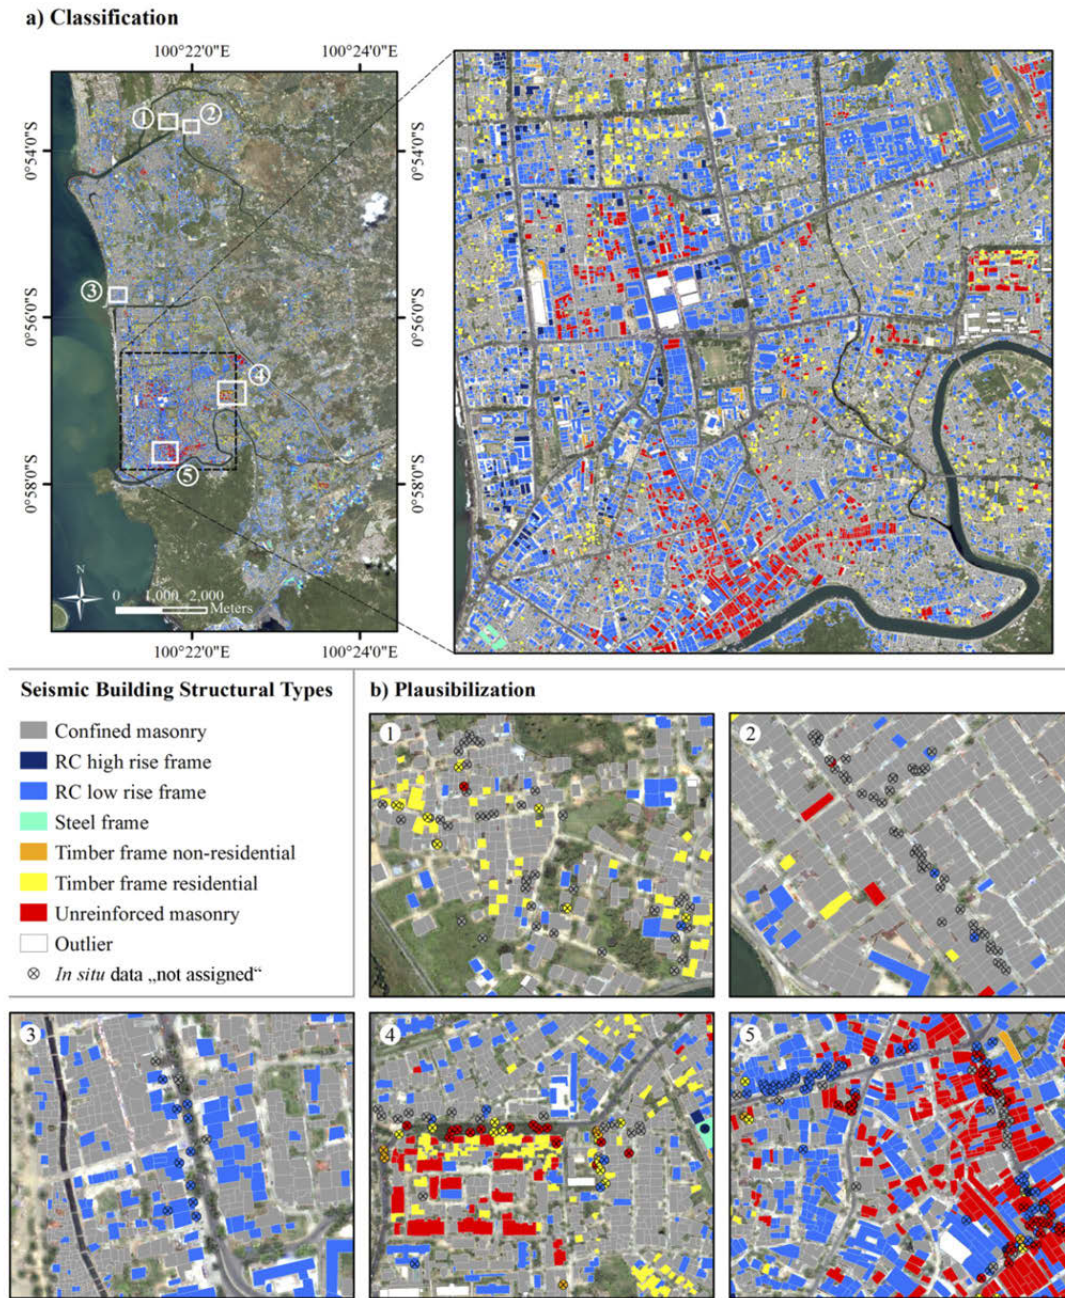 a) Classification
100°22'0"E
100°24'0"E
0°54'0"S
0°54'0"S
0°56'0"S
0°56'0"S
0°58'0"S
0°58'0"S
1
2
3
4
5
N
0 1,000 2,000
Meters
100°22'0"E
100°24'0"E
Seismic Building Structural Types
Confined masonry
RC high rise frame
RC low rise frame
Steel frame
Timber frame non-residential
Timber frame residential
Unreinforced masonry
Outlier
In situ data „not assigned“
b) Plausibilization
1
2
3
4
5